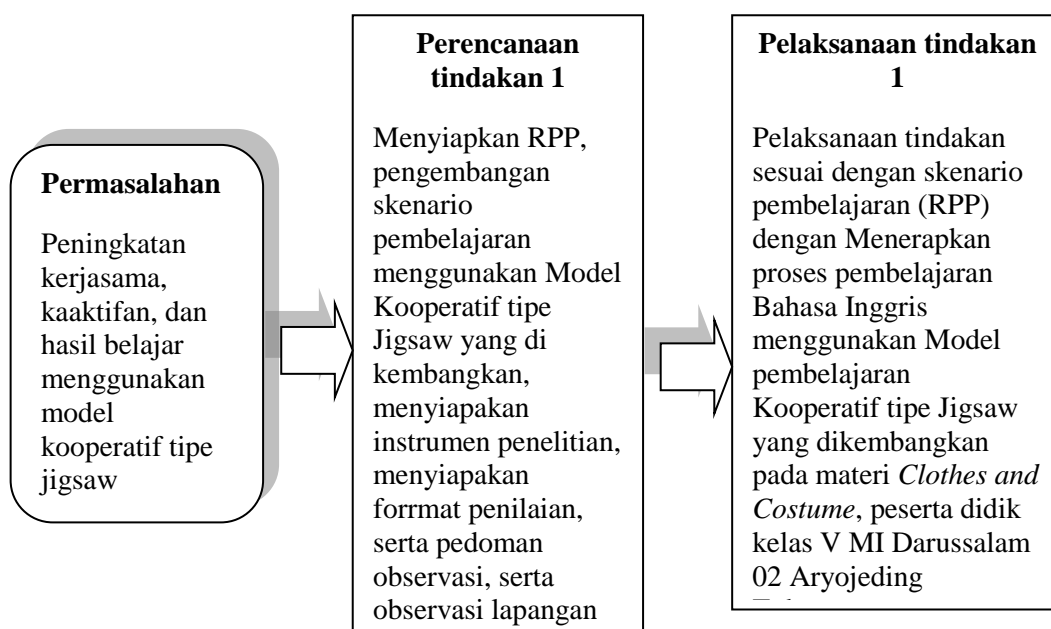 Permasalahan
Peningkatan
kerjasama,
kaaktifan, dan
hasil belajar
menggunakan
model
kooperatif tipe
jigsaw
Perencanaan
tindakan 1
Menyiapkan RPP,
pengembangan
skenario
pembelajaran
menggunakan Model
Kooperatif tipe
Jigsaw yang di
kembangkan,
menyiapakan
instrumen penelitian,
menyiapakan
forrmat penilaian,
serta pedoman
observasi, serta
observasi lapangan
Pelaksanaan tindakan
1
Pelaksanaan tindakan
sesuai dengan skenario
pembelajaran (RPP)
dengan Menerapkan
proses pembelajaran
Bahasa Inggris
menggunakan Model
pembelajaran
Kooperatif tipe Jigsaw
yang dikembangkan
pada materi Clothes and
Costume, peserta didik
kelas V MI Darussalam
02 Aryojeding